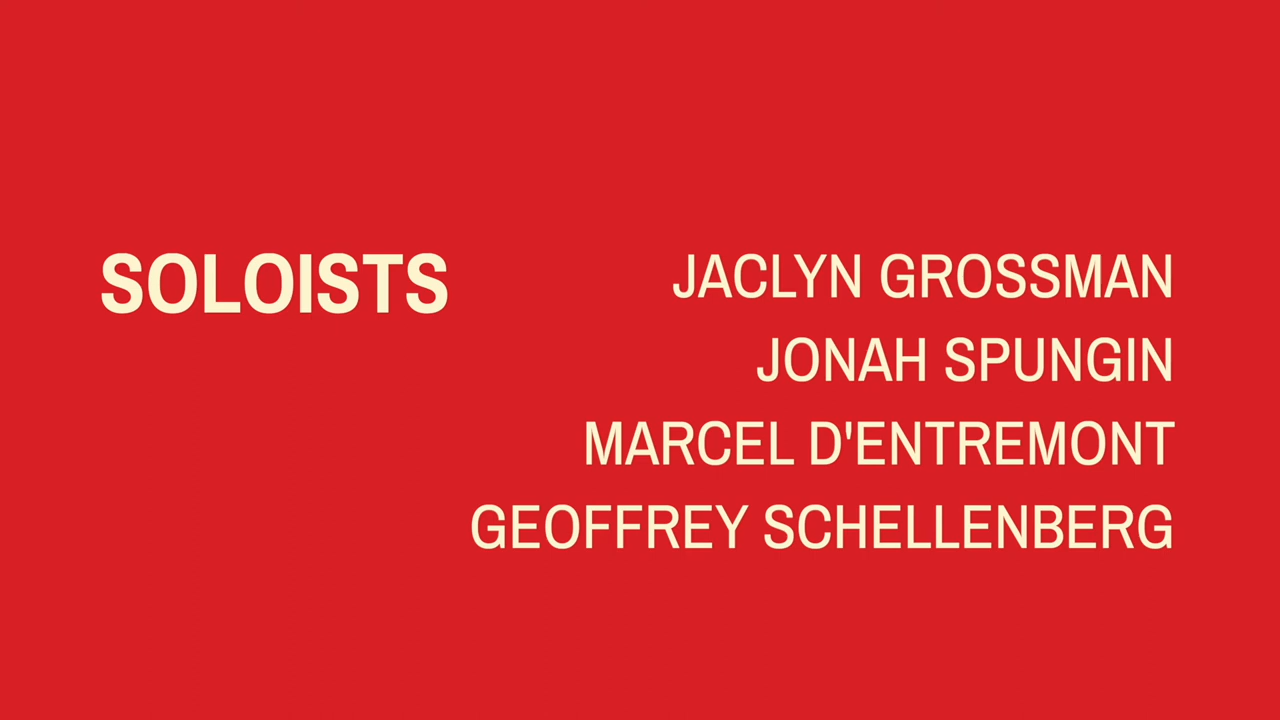 SOLOISTS
JACLYN GROSSMAN
JONAH SPUNGIN
MARCEL D'ENTREMONT
GEOFFREY SCHELLENBERG